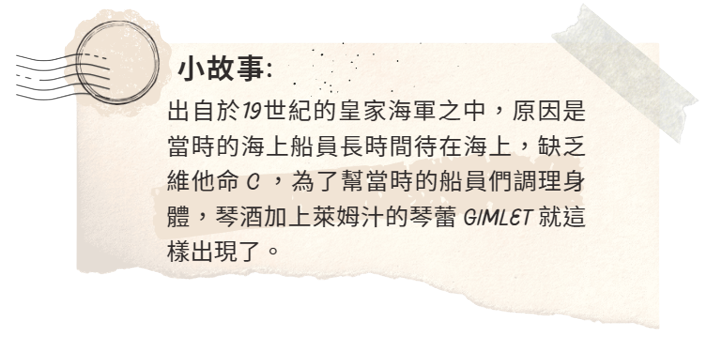 小故事:
出自於19世紀的皇家海軍之中，原因是
當時的海上船員長時間待在海上，缺乏
維他命 C ，為了幫當時的船員們調理身
體，琴酒加上萊姆汁的琴蕾 GIMLET 就這
樣出現了。